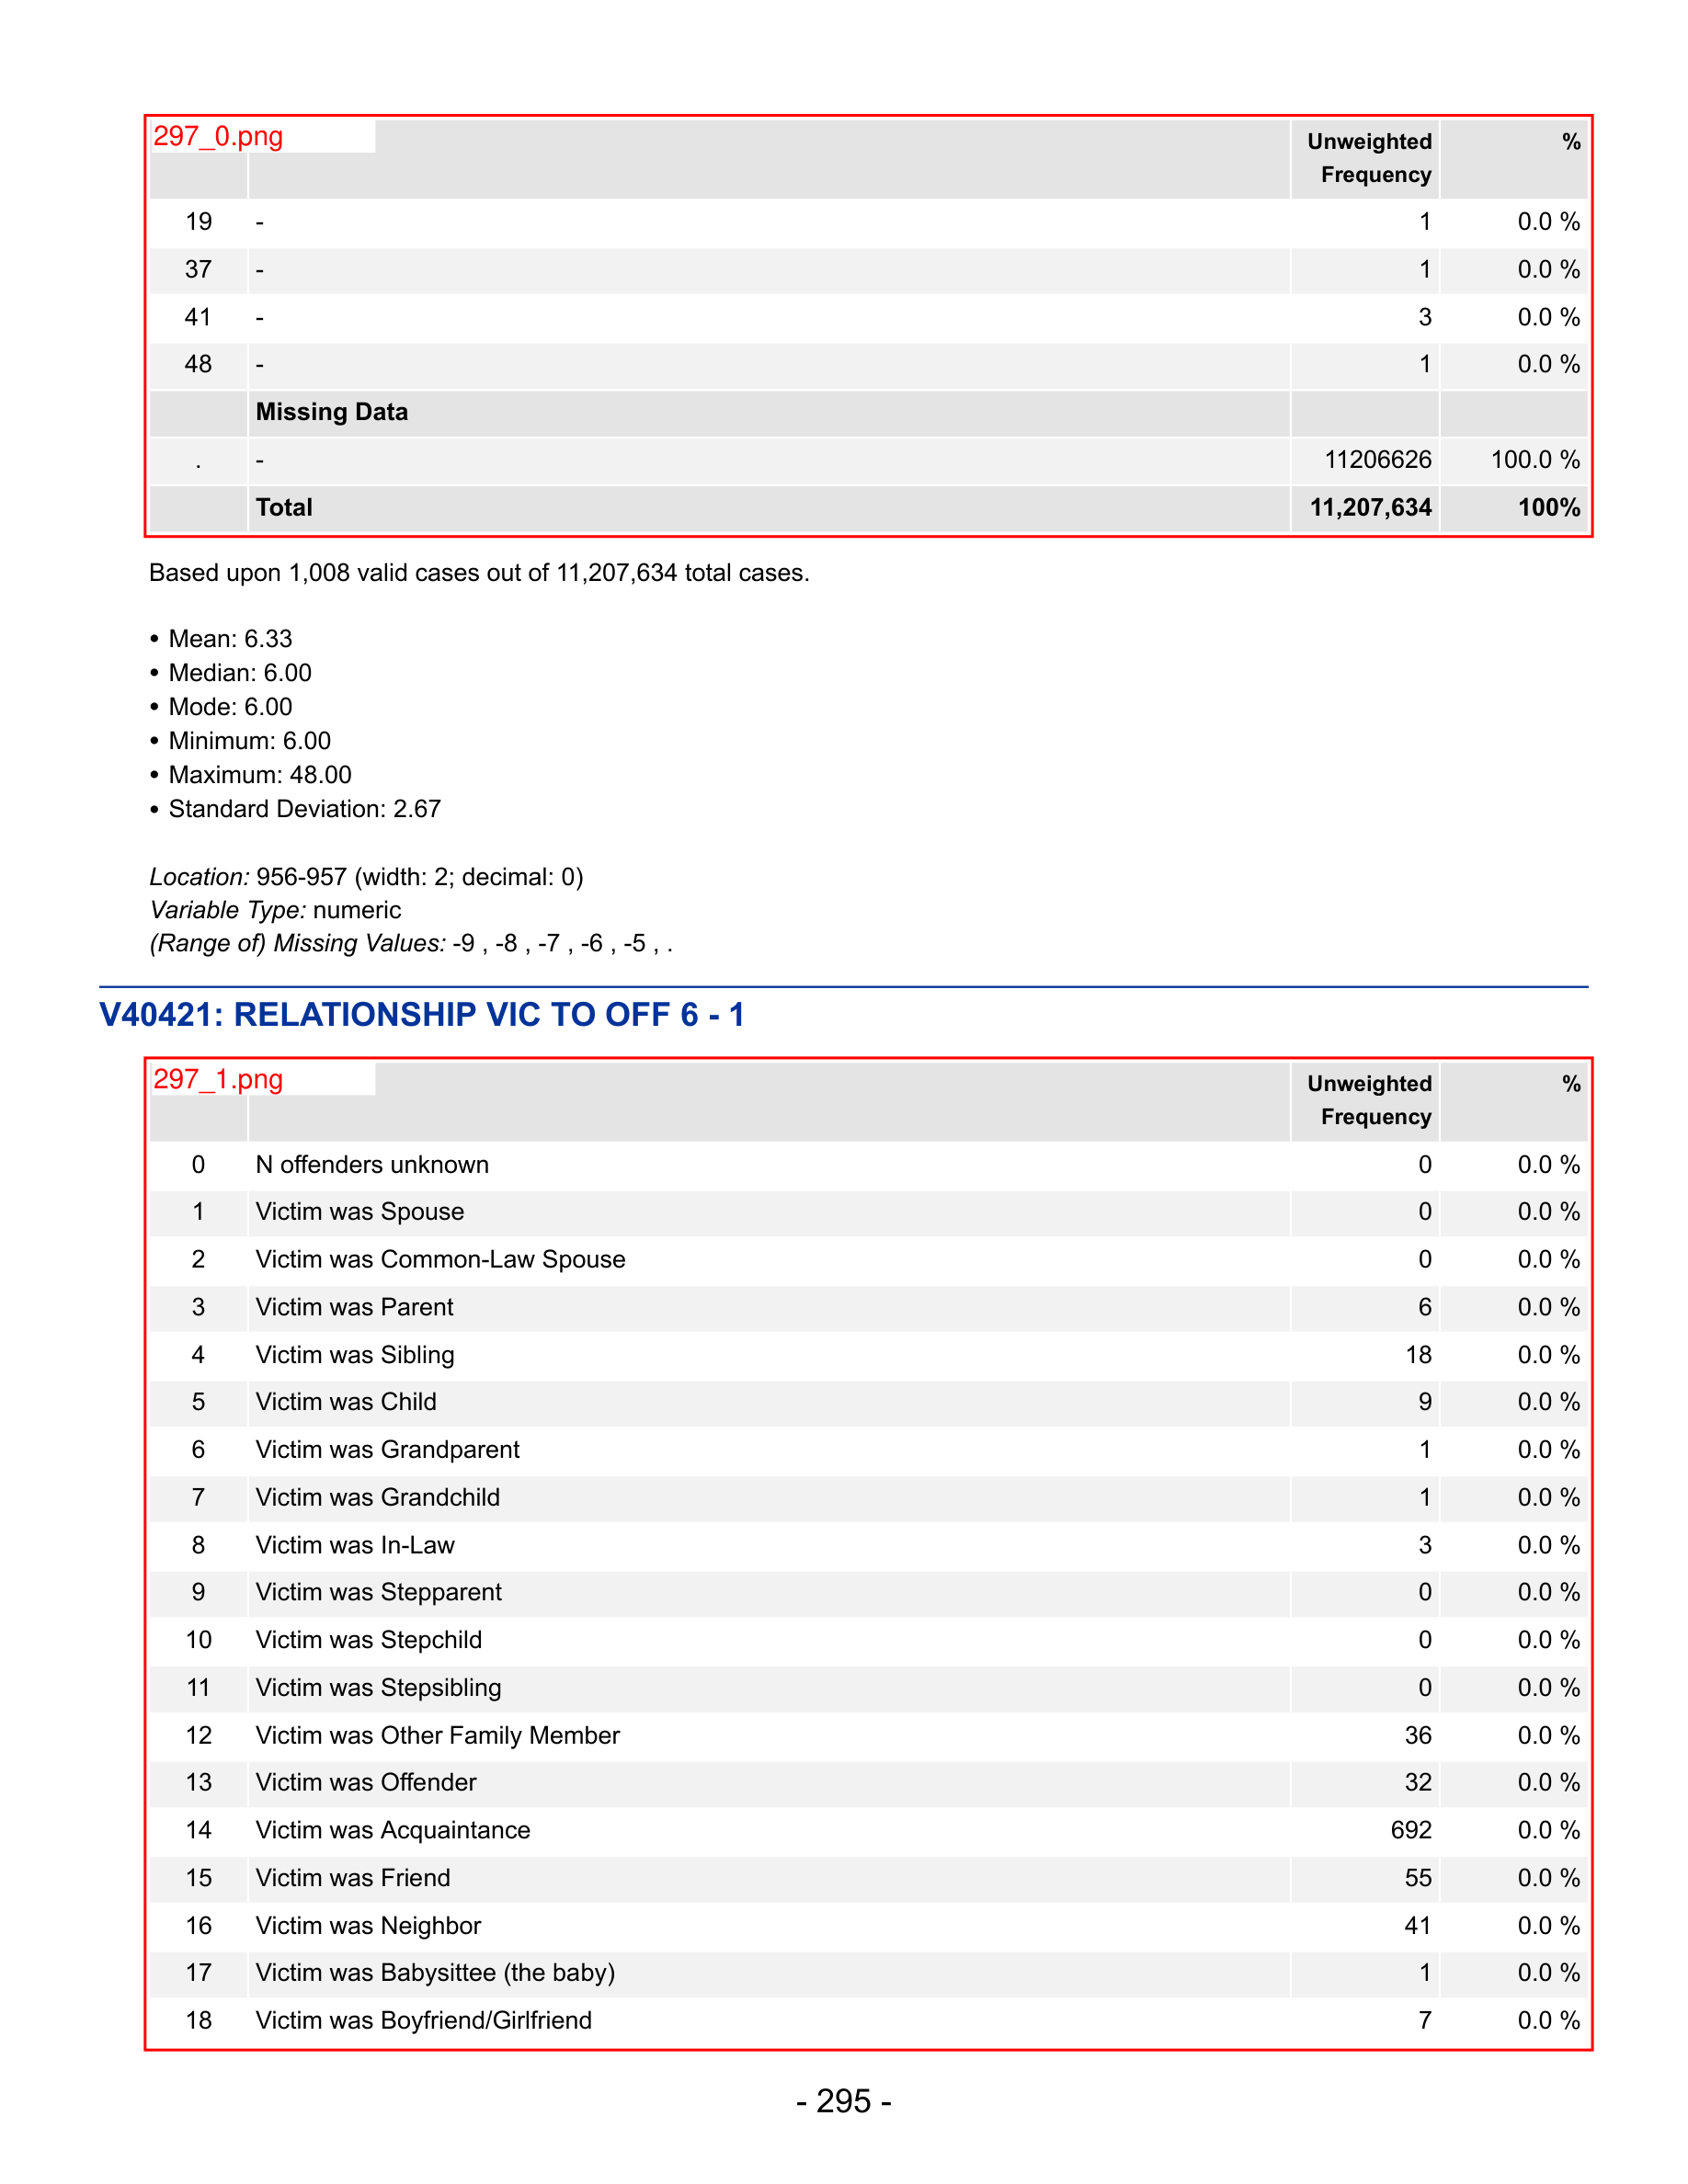 297_0.png
Unweighted Frequency %
19 - 1 0.0 %
37 - 1 0.0 %
41 - 3 0.0 %
48 - 1 0.0 %
Missing Data
. - 11206626 100.0 %
Total 11,207,634 100%
Based upon 1,008 valid cases out of 11,207,634 total cases.
• Mean: 6.33
• Median: 6.00
• Mode: 6.00
• Minimum: 6.00
• Maximum: 48.00
• Standard Deviation: 2.67
Location: 956-957 (width: 2; decimal: 0)
Variable Type: numeric
(Range of) Missing Values: -9 , -8 , -7 , -6 , -5 , .
V40421: RELATIONSHIP VIC TO OFF 6 - 1
297_1.png
Unweighted Frequency %
0 N offenders unknown 0 0.0 %
1 Victim was Spouse 0 0.0 %
2 Victim was Common-Law Spouse 0 0.0 %
3 Victim was Parent 6 0.0 %
4 Victim was Sibling 18 0.0 %
5 Victim was Child 9 0.0 %
6 Victim was Grandparent 1 0.0 %
7 Victim was Grandchild 1 0.0 %
8 Victim was In-Law 3 0.0 %
9 Victim was Stepparent 0 0.0 %
10 Victim was Stepchild 0 0.0 %
11 Victim was Stepsibling 0 0.0 %
12 Victim was Other Family Member 36 0.0 %
13 Victim was Offender 32 0.0 %
14 Victim was Acquaintance 692 0.0 %
15 Victim was Friend 55 0.0 %
16 Victim was Neighbor 41 0.0 %
17 Victim was Babysittee (the baby) 1 0.0 %
18 Victim was Boyfriend/Girlfriend 7 0.0 %
- 295 -